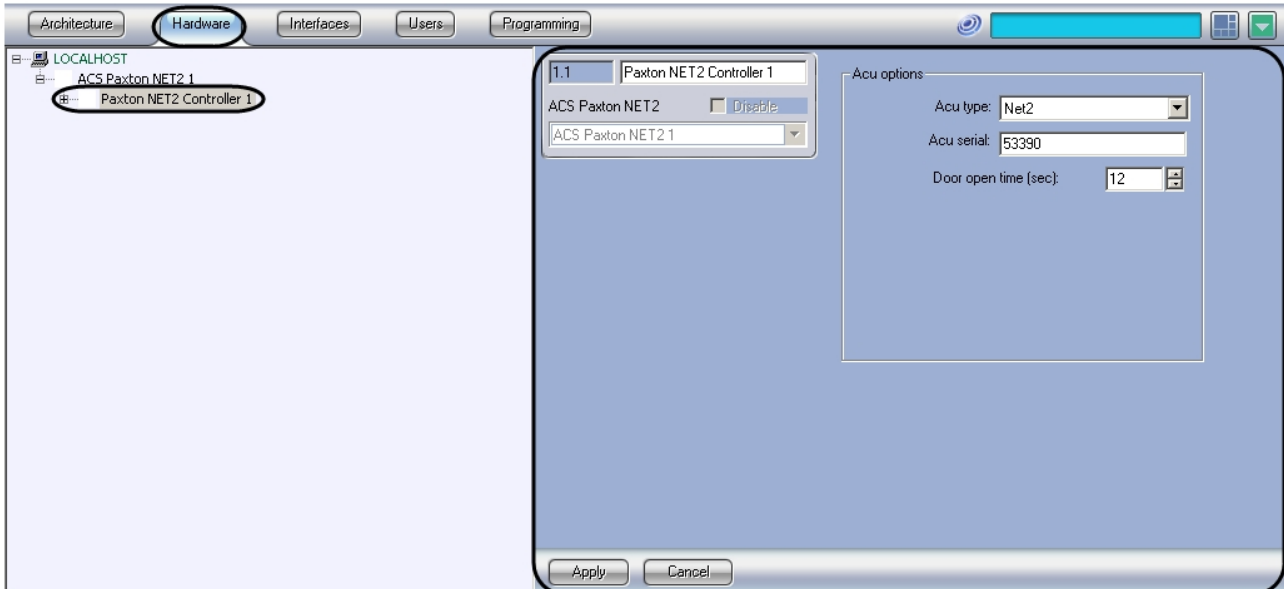 Architecture Hardware Interfaces Users Programming
LOCALHOST
ACS Paxton NET2 1
Paxton NET2 Controller 1
1.1 Paxton NET2 Controller 1
ACS Paxton NET2 Disable
ACS Paxton NET2 1
Acu options
Acu type: Net2
Acu serial: 53390
Door open time (sec): 12
Apply Cancel